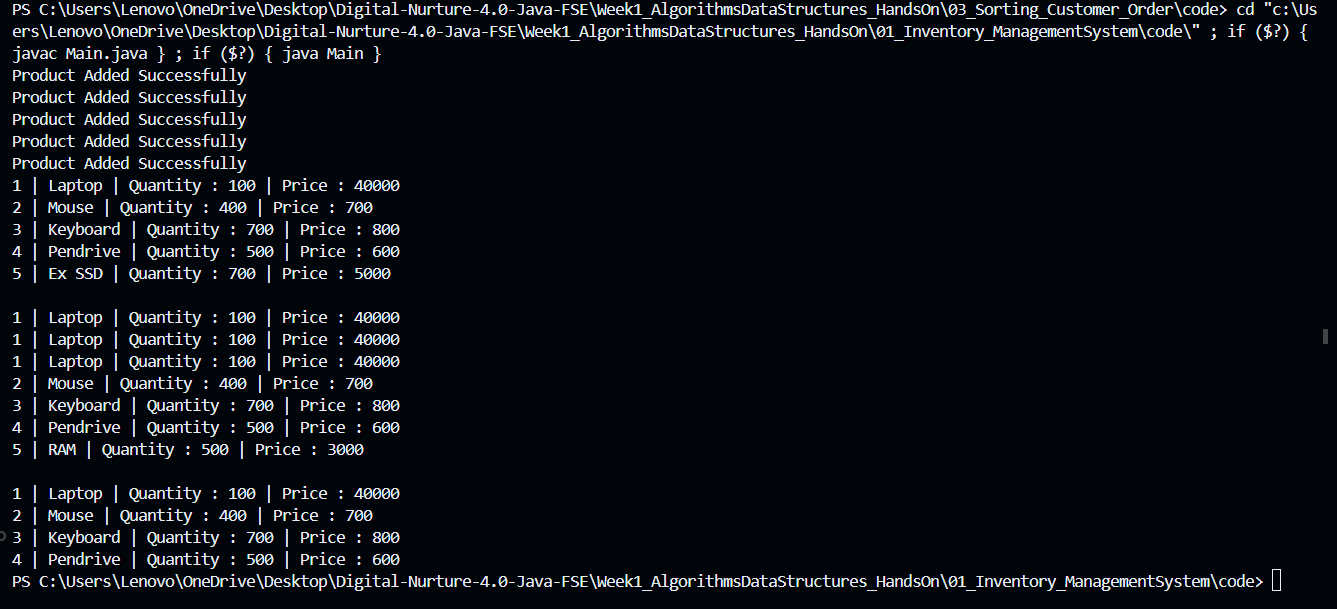 PS C:\Users\Lenovo\OneDrive\Desktop\Digital-Nurture-4.0-Java-FSE\Week1_AlgorithmsDataStructures_HandsOn\03_Sorting_Customer_Order\code> cd "c:\Us
ers\Lenovo\OneDrive\Desktop\Digital-Nurture-4.0-Java-FSE\Week1_AlgorithmsDataStructures_HandsOn\01_Inventory_ManagementSystem\code\" ; if ($?) {
javac Main.java } ; if ($?) { java Main }
Product Added Successfully
Product Added Successfully
Product Added Successfully
Product Added Successfully
Product Added Successfully
1 | Laptop | Quantity : 100 | Price : 40000
2 | Mouse | Quantity : 400 | Price : 700
3 | Keyboard | Quantity : 700 | Price : 800
4 | Pendrive | Quantity : 500 | Price : 600
5 | Ex SSD | Quantity : 700 | Price : 5000

1 | Laptop | Quantity : 100 | Price : 40000
1 | Laptop | Quantity : 100 | Price : 40000
1 | Laptop | Quantity : 100 | Price : 40000
2 | Mouse | Quantity : 400 | Price : 700
3 | Keyboard | Quantity : 700 | Price : 800
4 | Pendrive | Quantity : 500 | Price : 600
5 | RAM | Quantity : 500 | Price : 3000

1 | Laptop | Quantity : 100 | Price : 40000
2 | Mouse | Quantity : 400 | Price : 700
3 | Keyboard | Quantity : 700 | Price : 800
4 | Pendrive | Quantity : 500 | Price : 600
PS C:\Users\Lenovo\OneDrive\Desktop\Digital-Nurture-4.0-Java-FSE\Week1_AlgorithmsDataStructures_HandsOn\01_Inventory_ManagementSystem\code>